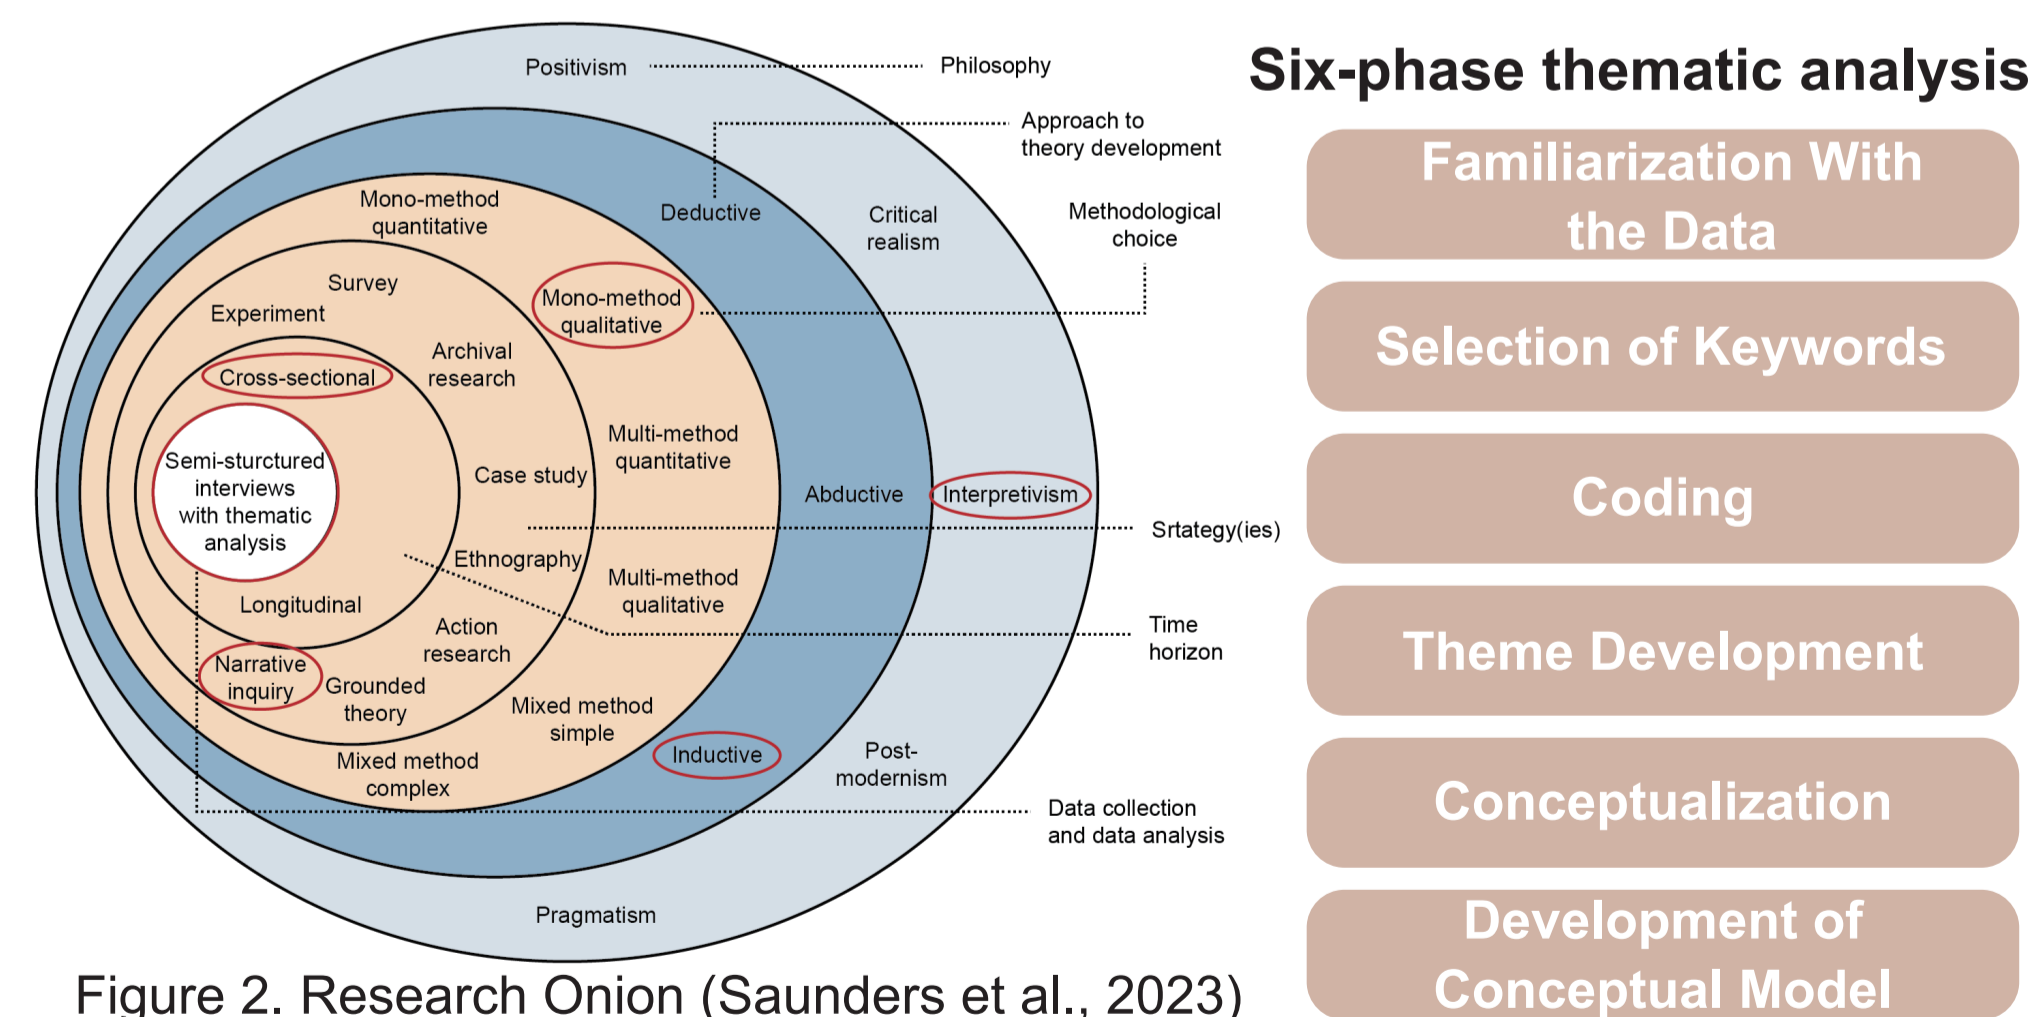 Positivism
Philosophy
Approach to
theory development
Deductive
Critical
realism
Methodological
choice
Mono-method
quantitative
Mono-method
qualitative
Survey
Experiment
Archival
research
Cross-sectional
Multi-method
quantitative
Semi-sturctured
interviews
with thematic
analysis
Case study
Abductive
Interpretivism
Srtategy(ies)
Ethnography
Multi-method
qualitative
Longitudinal
Action
research
Time
horizon
Narrative
inquiry
Grounded
theory
Mixed method
simple
Mixed method
complex
Inductive
Post-
modernism
Data collection
and data analysis
Pragmatism
Figure 2. Research Onion (Saunders et al., 2023)
Six-phase thematic analysis
Familiarization With
the Data
Selection of Keywords
Coding
Theme Development
Conceptualization
Development of
Conceptual Model